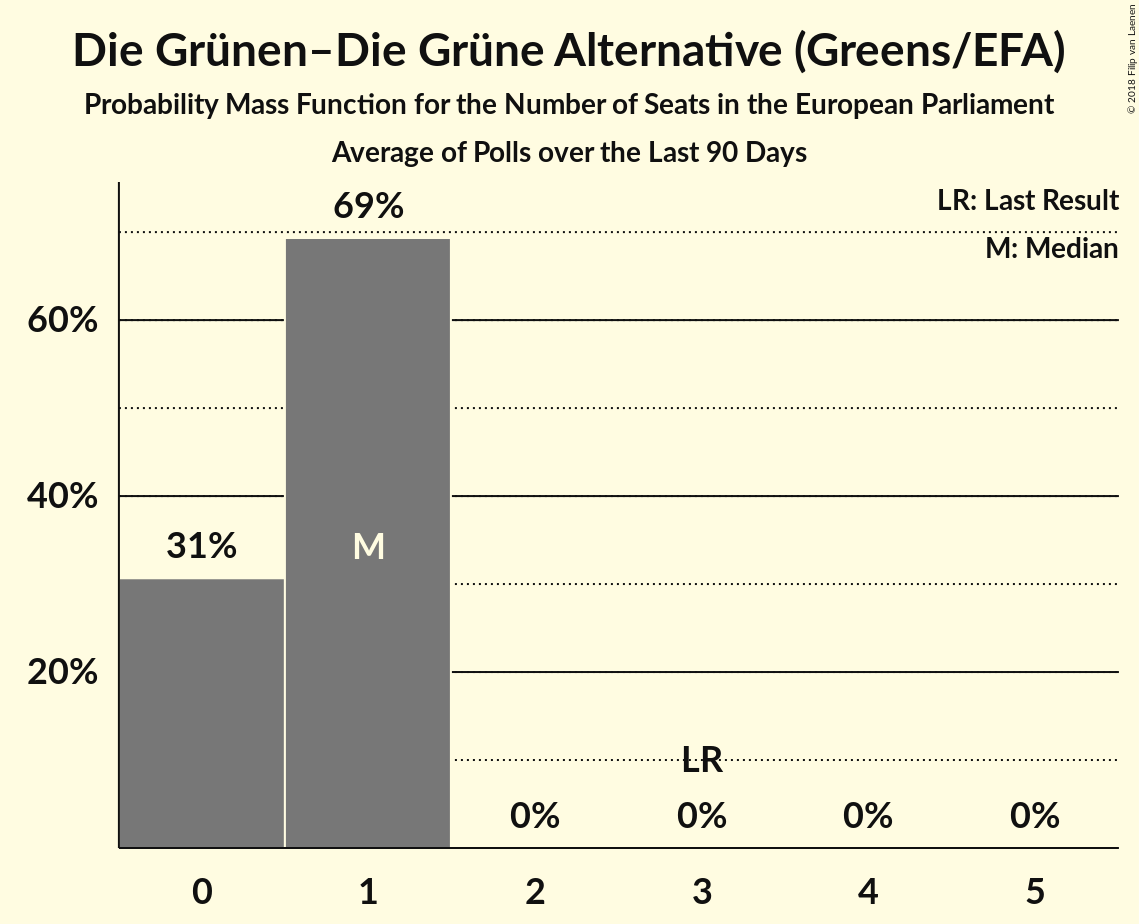 Die Grünen–Die Grüne Alternative (Greens/EFA)
Probability Mass Function for the Number of Seats in the European Parliament
Average of Polls over the Last 90 Days
© 2018 Filip van Laenen
LR: Last Result
M: Median
69%
60%
40%
31%
M
20%
LR
0% 0% 0% 0%
0 1 2 3 4 5